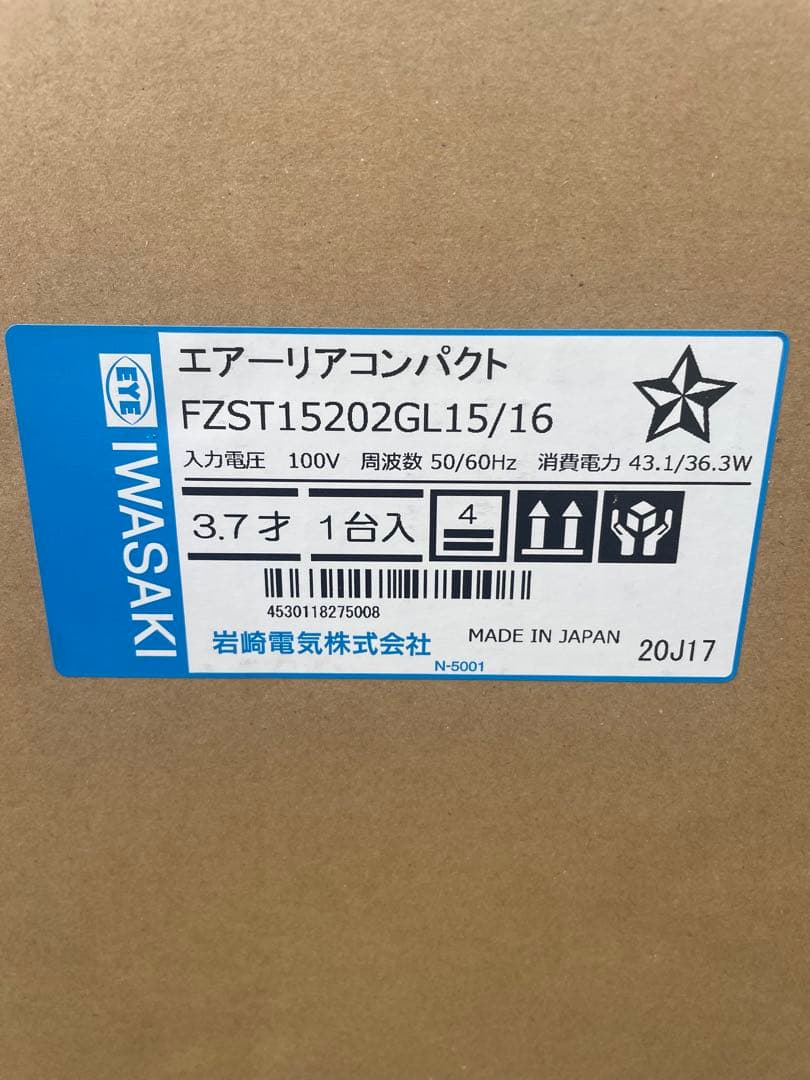 EYE
IWASAKI
エアーリアコンパクト
FZST15202GL15/16
入力電圧 100V 周波数 50/60Hz 消費電力 43.1/36.3W
3.7才 1台入 4
4530118275008
岩崎電気株式会社 MADE IN JAPAN 20J17
N-5001